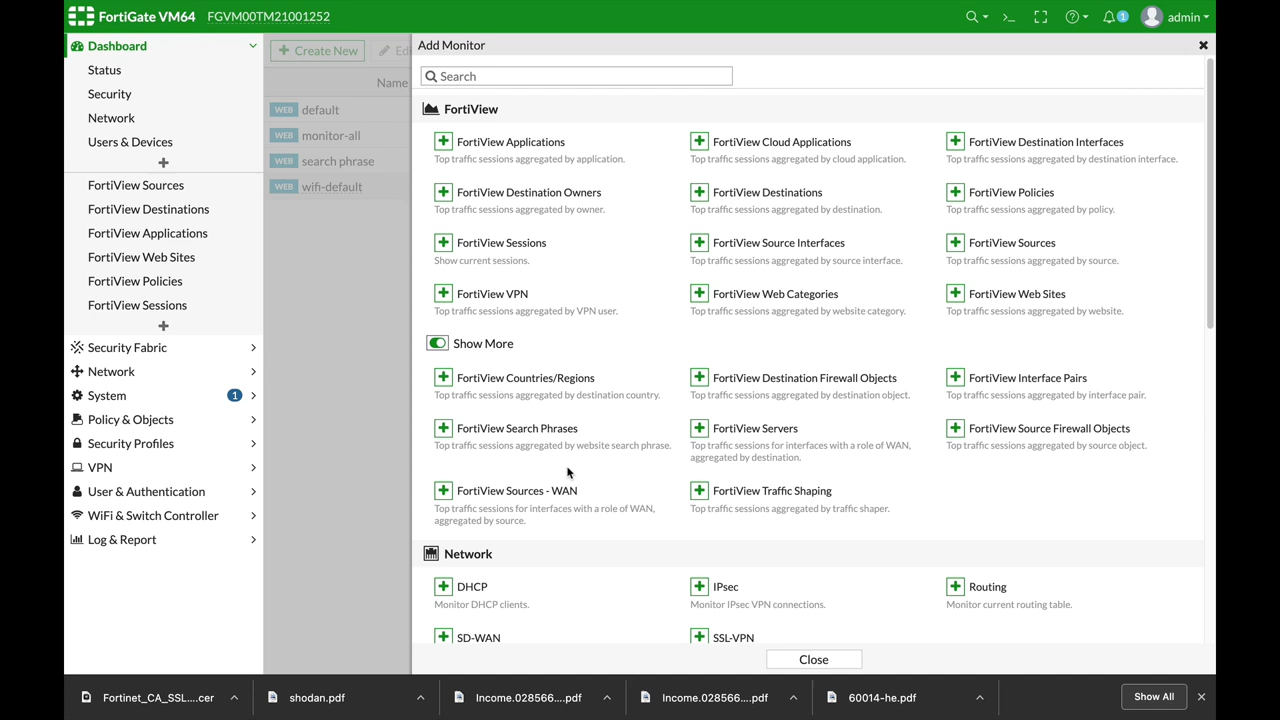 FortiGate VM64 FGVM00TM21001252
1 admin
Dashboard
Status
Security
Network
Users & Devices
FortiView Sources
FortiView Destinations
FortiView Applications
FortiView Web Sites
FortiView Policies
FortiView Sessions
Security Fabric
Network
System 1
Policy & Objects
Security Profiles
VPN
User & Authentication
WiFi & Switch Controller
Log & Report
Create New
Name
WEB default
WEB monitor-all
WEB search phrase
WEB wifi-default
Add Monitor
Search
FortiView
FortiView Applications
Top traffic sessions aggregated by application.
FortiView Cloud Applications
Top traffic sessions aggregated by cloud application.
FortiView Destination Interfaces
Top traffic sessions aggregated by destination interface.
FortiView Destination Owners
Top traffic sessions aggregated by owner.
FortiView Destinations
Top traffic sessions aggregated by destination.
FortiView Policies
Top traffic sessions aggregated by policy.
FortiView Sessions
Show current sessions.
FortiView Source Interfaces
Top traffic sessions aggregated by source interface.
FortiView Sources
Top traffic sessions aggregated by source.
FortiView VPN
Top traffic sessions aggregated by VPN user.
FortiView Web Categories
Top traffic sessions aggregated by website category.
FortiView Web Sites
Top traffic sessions aggregated by website.
Show More
FortiView Countries/Regions
Top traffic sessions aggregated by destination country.
FortiView Destination Firewall Objects
Top traffic sessions aggregated by destination object.
FortiView Interface Pairs
Top traffic sessions aggregated by interface pair.
FortiView Search Phrases
Top traffic sessions aggregated by website search phrase.
FortiView Servers
Top traffic sessions for interfaces with a role of WAN,
aggregated by destination.
FortiView Source Firewall Objects
Top traffic sessions aggregated by source object.
FortiView Sources - WAN
Top traffic sessions for interfaces with a role of WAN,
aggregated by source.
FortiView Traffic Shaping
Top traffic sessions aggregated by traffic shaper.
Network
DHCP
Monitor DHCP clients.
IPsec
Monitor IPsec VPN connections.
Routing
Monitor current routing table.
SD-WAN
SSL-VPN
Close
Fortinet_CA_SSL....cer
shodan.pdf
Income.028566....pdf
Income.028566....pdf
60014-he.pdf
Show All